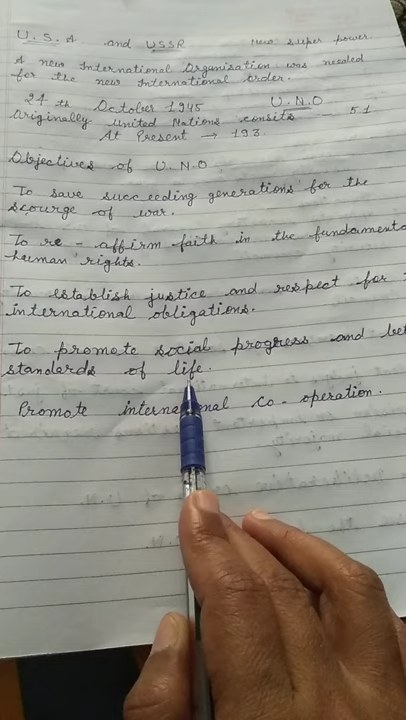 U.S.A and USSR New super power.
A new International Organisation was needed
for the new International Order.
24th October 1945 U.N.O
Originally United Nations consits — 51
At Present → 193.
Objectives of U.N.O
To save succeeding generations for the
scourge of war.
To re-affirm faith in the fundamenta
human rights.
To establish justice and respect for
international obligations.
To promote social progress and bet
standards of life.
Promote international co-operation.